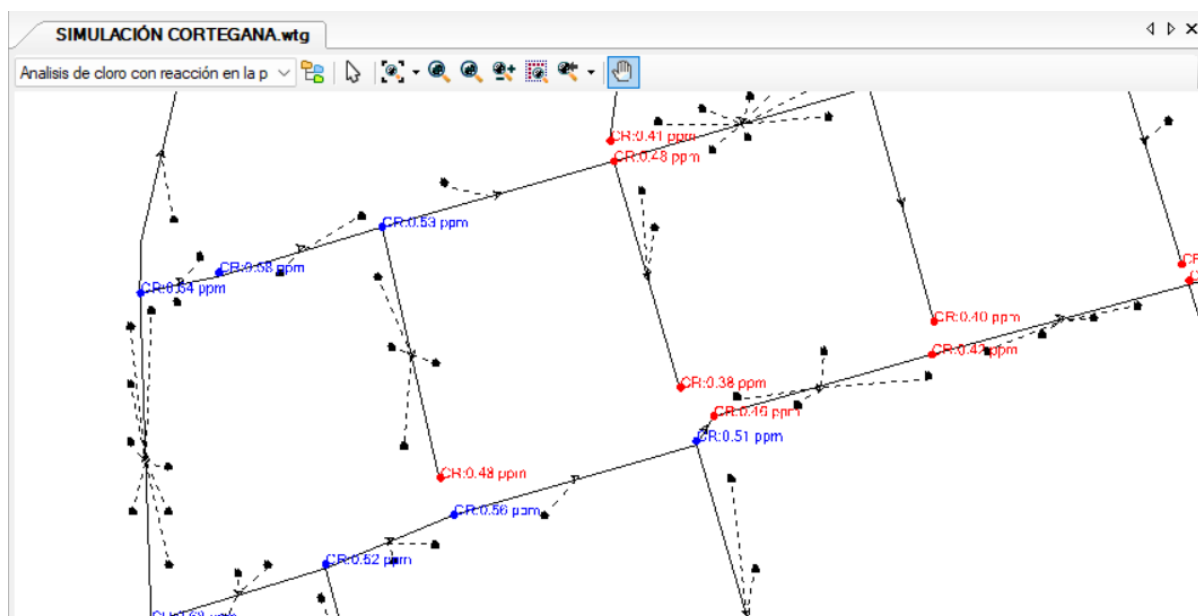 SIMULACIÓN CORTEGANA.wtg
Analisis de cloro con reacción en la p
CR:0.41 ppm
CR:0.48 ppm
CR:0.53 ppm
CR:0.58 ppm
CR:0.54 ppm
CR:0.40 ppm
CR:0.42 ppm
CR:0.38 ppm
CR:0.51 ppm
CR:0.48 ppm
CR:0.56 ppm
CR:0.52 ppm